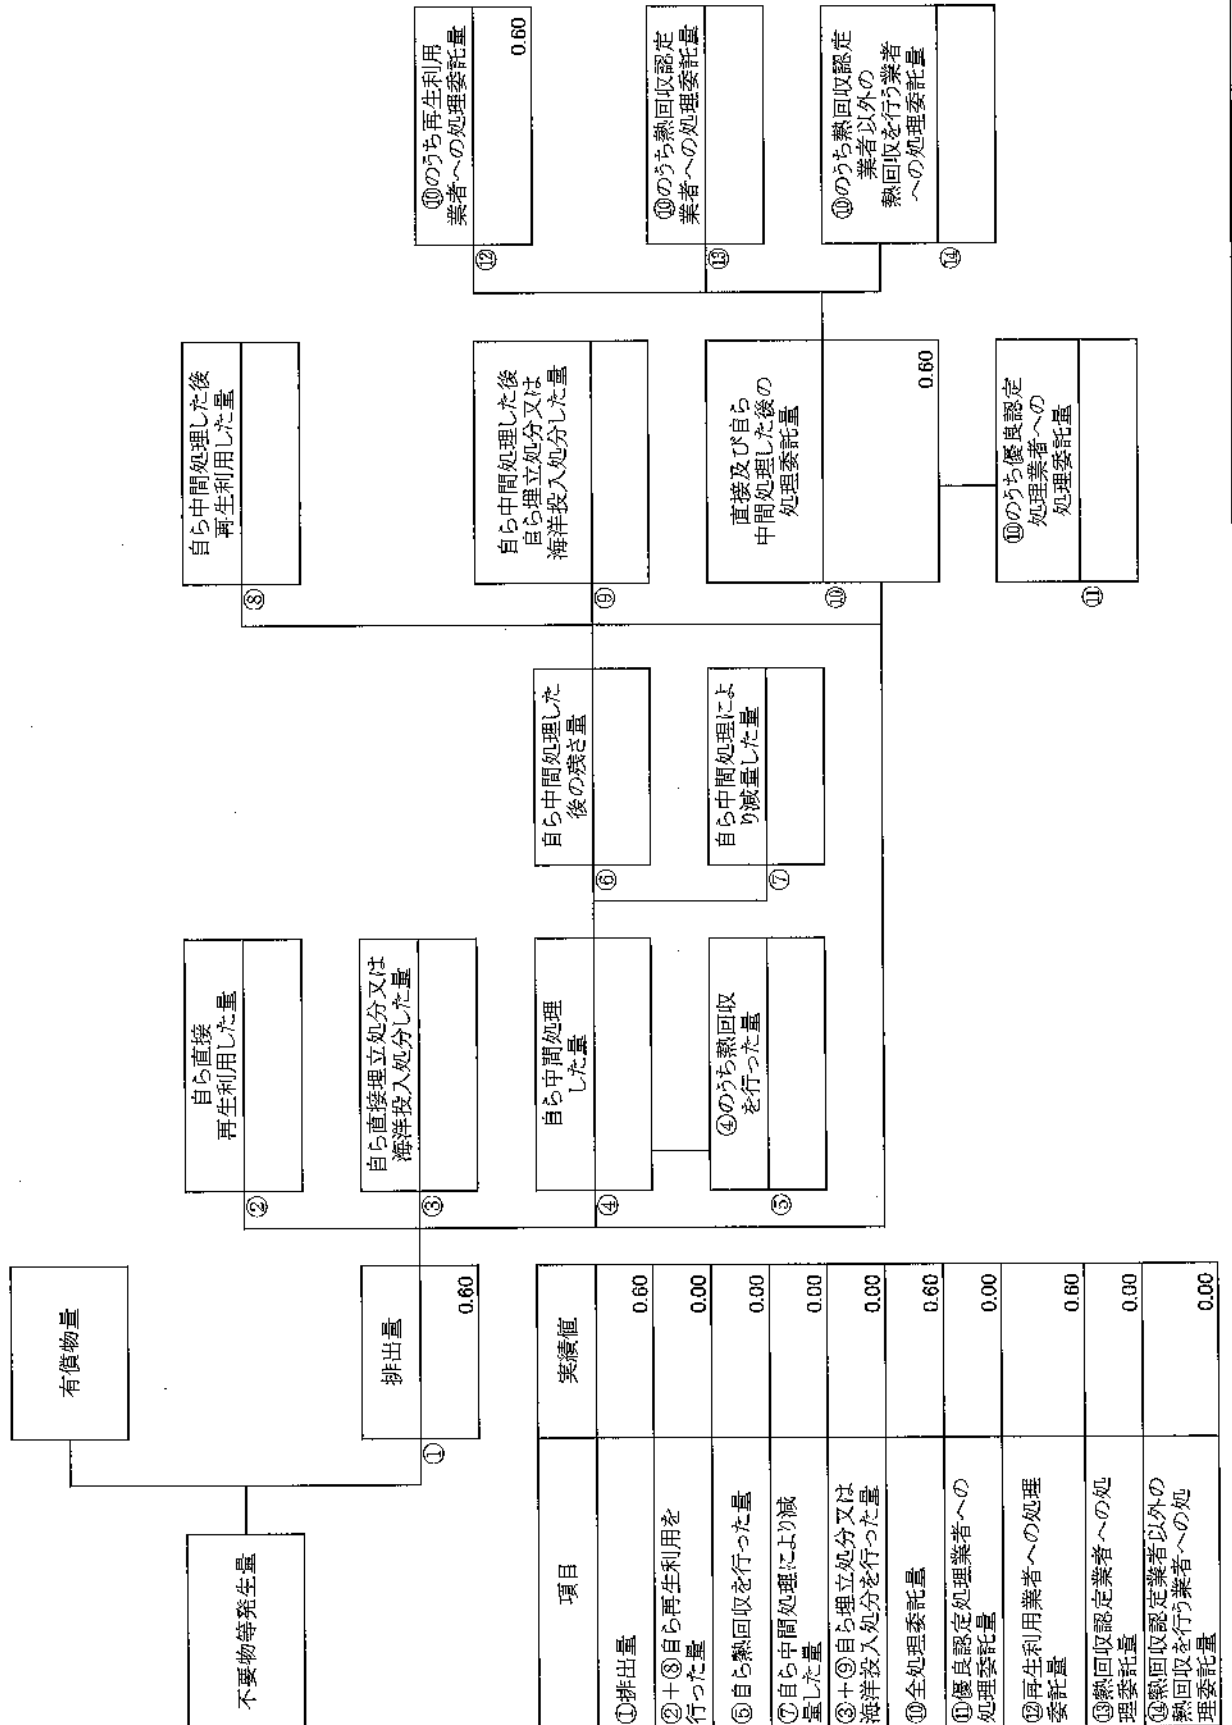 不要物等発生量
有償物量
①
排出量
0.60
②
自ら直接
再生利用した量
③
自ら直接埋立処分又は
海洋投入処分した量
④
自ら中間処理
した量
⑤
④のうち熱回収
を行った量
⑥
自ら中間処理した
後の残さ量
⑦
自ら中間処理によ
り減量した量
⑧
自ら中間処理した後
再生利用した量
⑨
自ら中間処理した後
自ら埋立処分又は
海洋投入処分した量
⑩
直接及び自ら
中間処理した後の
処理委託量
0.60
⑪
⑩のうち優良認定
処理業者への
処理委託量
⑫
⑩のうち再生利用
業者への処理委託量
0.60
⑬
⑩のうち熱回収認定
業者への処理委託量
⑭
⑩のうち熱回収認定
業者以外の
熱回収を行う業者
への処理委託量
項目 実績値
①排出量 0.60
②+⑧自ら再生利用を
行った量 0.00
⑤自ら熱回収を行った量 0.00
⑦自ら中間処理により減
量した量 0.00
③+⑨自ら埋立処分又は
海洋投入処分を行った量 0.00
⑩全処理委託量 0.60
⑪優良認定処理業者への
処理委託量 0.00
⑫再生利用業者への処理
委託量 0.60
⑬熱回収認定業者への処
理委託量 0.00
⑭熱回収認定業者以外の
熱回収を行う業者への処
理委託量 0.00